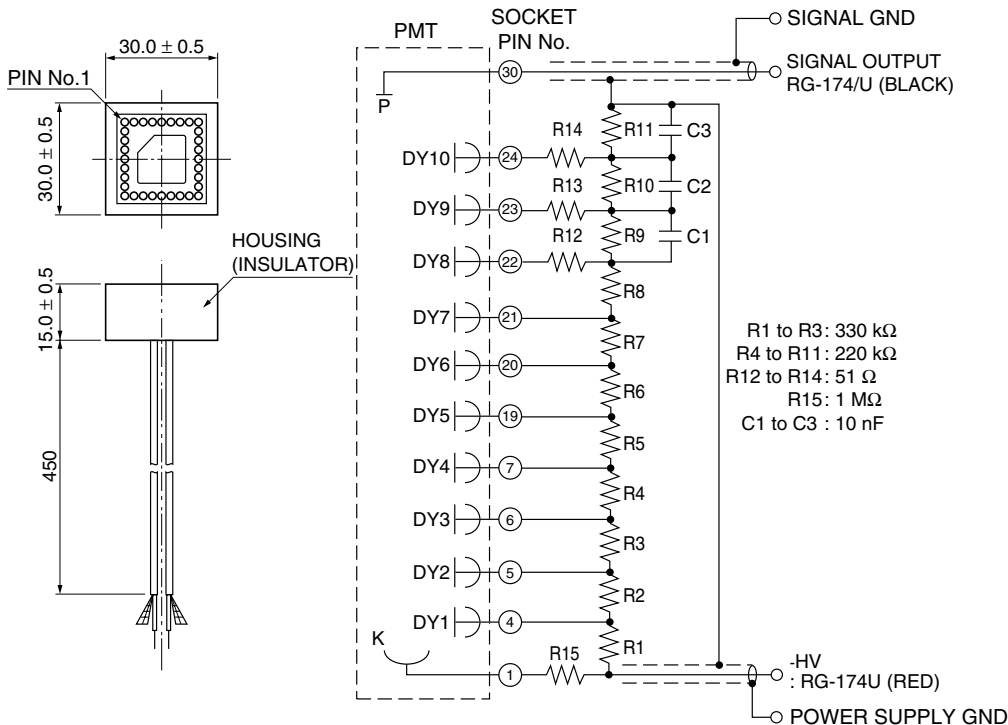 30.0 ± 0.5
PIN No.1
30.0 ± 0.5
HOUSING
(INSULATOR)
15.0 ± 0.5
450
PMT
SOCKET
PIN No.
SIGNAL GND
SIGNAL OUTPUT
RG-174/U (BLACK)
30
P
R14
R11
C3
DY10
24
R13
R10
C2
DY9
23
R12
R9
C1
DY8
22
R8
DY7
21
R7
DY6
20
R6
DY5
19
R5
DY4
7
R4
DY3
6
R3
DY2
5
R2
DY1
4
R1
K
1
R15
R1 to R3: 330 kΩ
R4 to R11: 220 kΩ
R12 to R14: 51 Ω
R15: 1 MΩ
C1 to C3 : 10 nF
-HV
: RG-174U (RED)
POWER SUPPLY GND